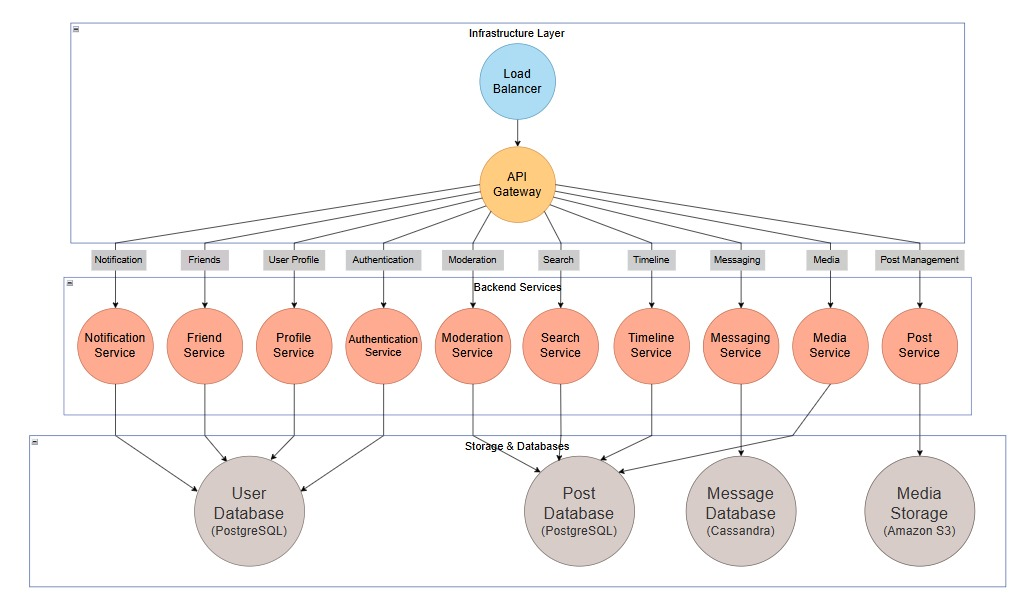 Infrastructure Layer
Load
Balancer
API
Gateway
Notification
Friends
User Profile
Authentication
Moderation
Search
Timeline
Messaging
Media
Post Management
Backend Services
Notification
Service
Friend
Service
Profile
Service
Authentication
Service
Moderation
Service
Search
Service
Timeline
Service
Messaging
Service
Media
Service
Post
Service
Storage & Databases
User
Database
(PostgreSQL)
Post
Database
(PostgreSQL)
Message
Database
(Cassandra)
Media
Storage
(Amazon S3)